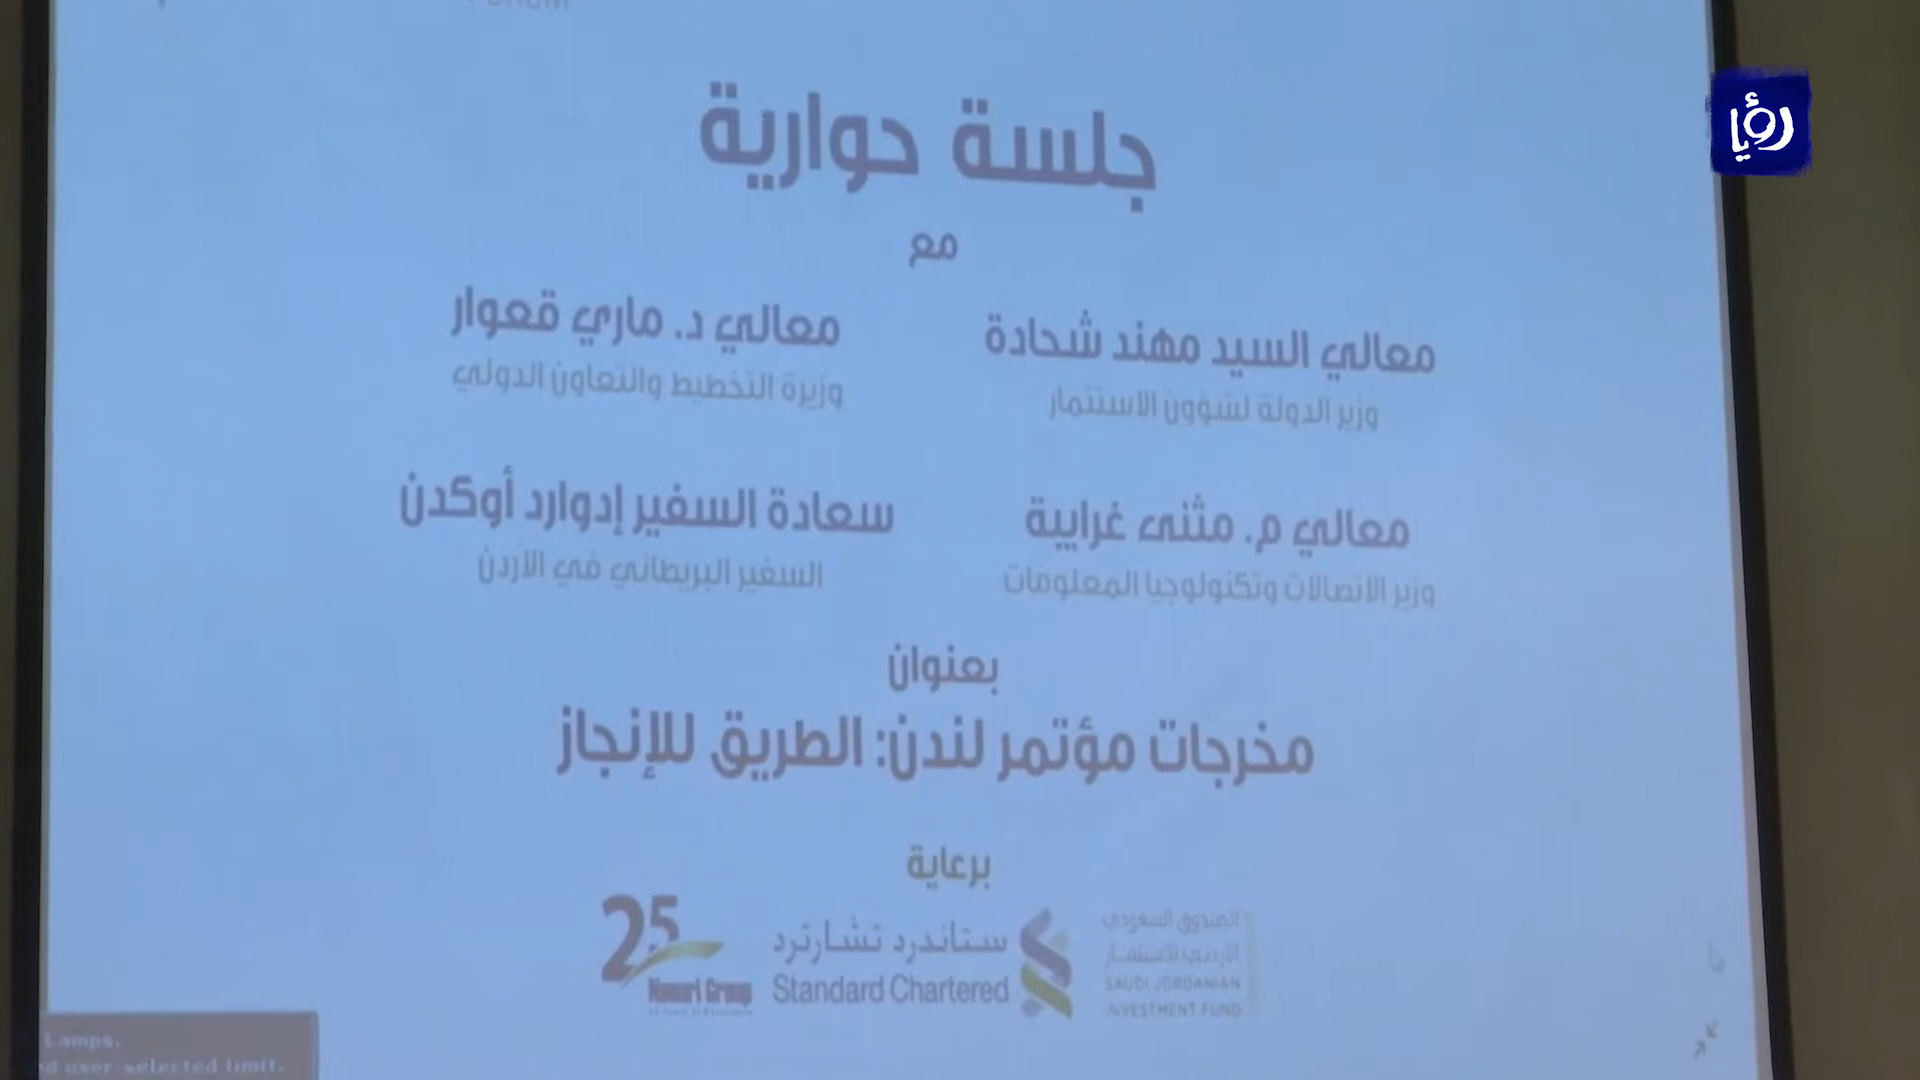 رؤيا
جلسة حوارية
مع
معالي السيد مهند شحادة
وزير الدولة لشؤون الاستثمار
معالي د. ماري قعوار
وزيرة التخطيط والتعاون الدولي
معالي م. مثنى غرايبة
وزير الاتصالات وتكنولوجيا المعلومات
سعادة السفير إدوارد أوكدن
السفير البريطاني في الأردن
بعنوان
مخرجات مؤتمر لندن: الطريق للإنجاز
برعاية
الصندوق السعودي
الأردني للاستثمار
SAUDI JORDANIAN
INVESTMENT FUND
ستاندرد تشارترد
Standard Chartered
25
Nouri Group
Lamps.
user selected limit.